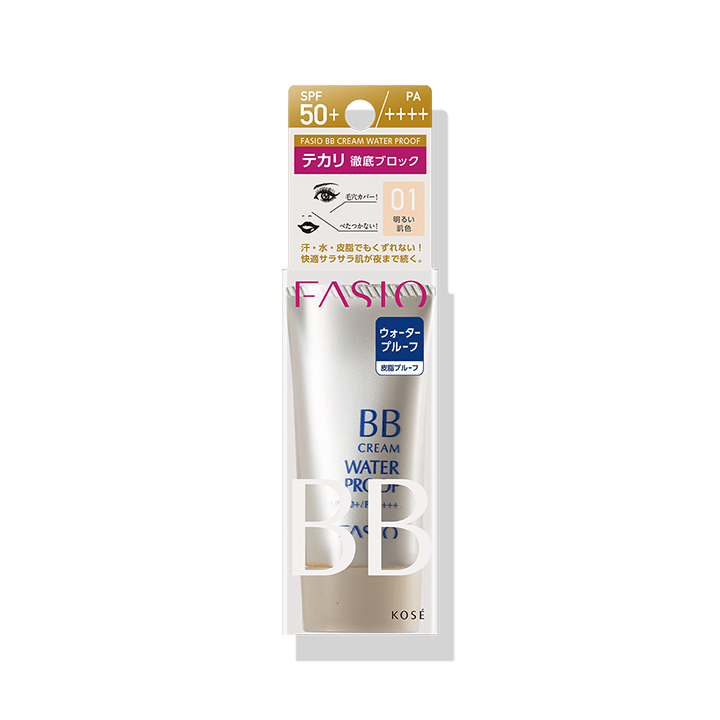 SPF
50+
PA
++++
FASIO BB CREAM WATER PROOF
テカリ 徹底ブロック
毛穴カバー!
べたつかない!
01
明るい
肌色
汗・水・皮脂でもくずれない!
快適サラサラ肌が夜まで続く。
FASIO
ウォーター
プルーフ
皮脂プルーフ
BB
CREAM
WATER
PROOF
FASIO
BB
KOSÉ